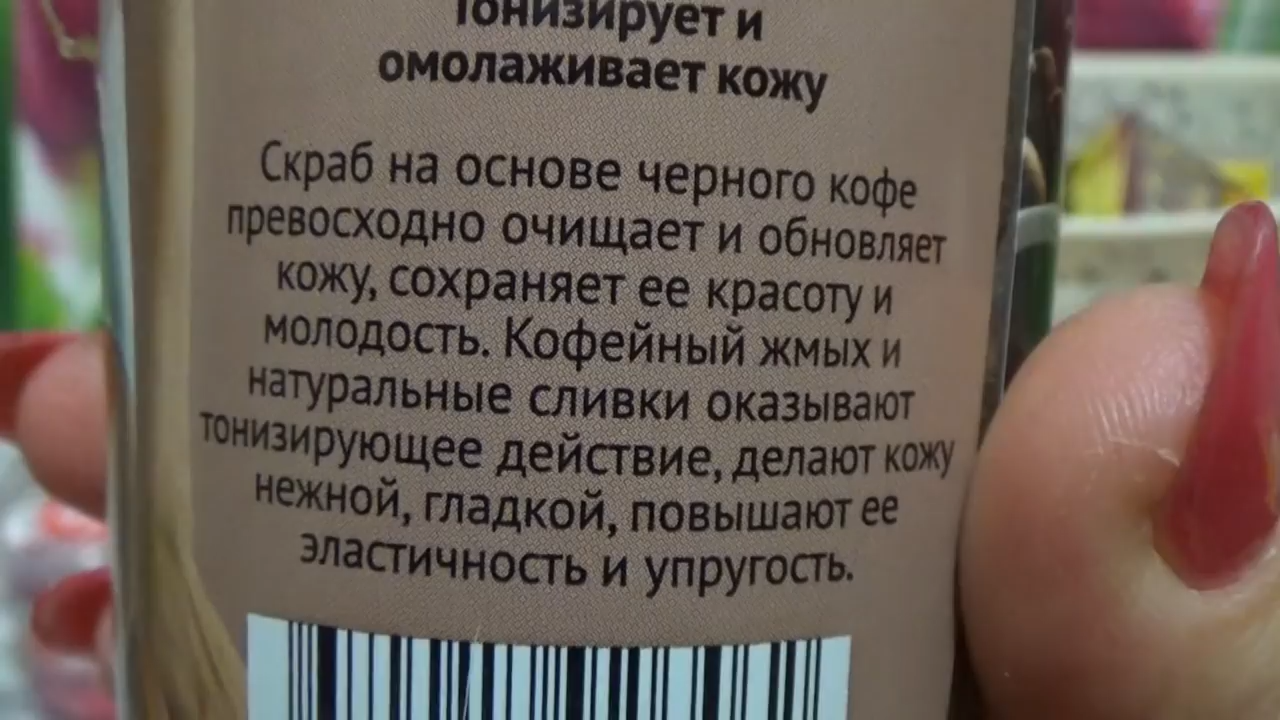 тонизирует и
омолаживает кожу
Скраб на основе черного кофе
превосходно очищает и обновляет
кожу, сохраняет ее красоту и
молодость. Кофейный жмых и
натуральные сливки оказывают
тонизирующее действие, делают кожу
нежной, гладкой, повышают ее
эластичность и упругость.